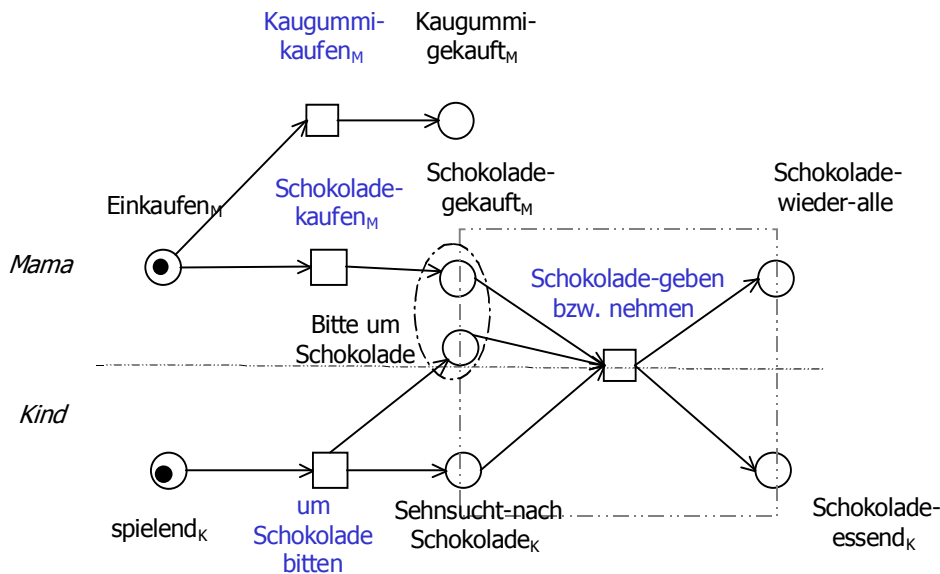 Kaugummi-
kaufenM
Kaugummi-
gekauftM
EinkaufenM
Schokolade-
kaufenM
Schokolade-
gekauftM
Schokolade-
wieder-alle
Mama
Schokolade-geben
bzw. nehmen
Bitte um
Schokolade
Kind
spielendK
um
Schokolade
bitten
Sehnsucht-nach
SchokoladeK
Schokolade-
essendK